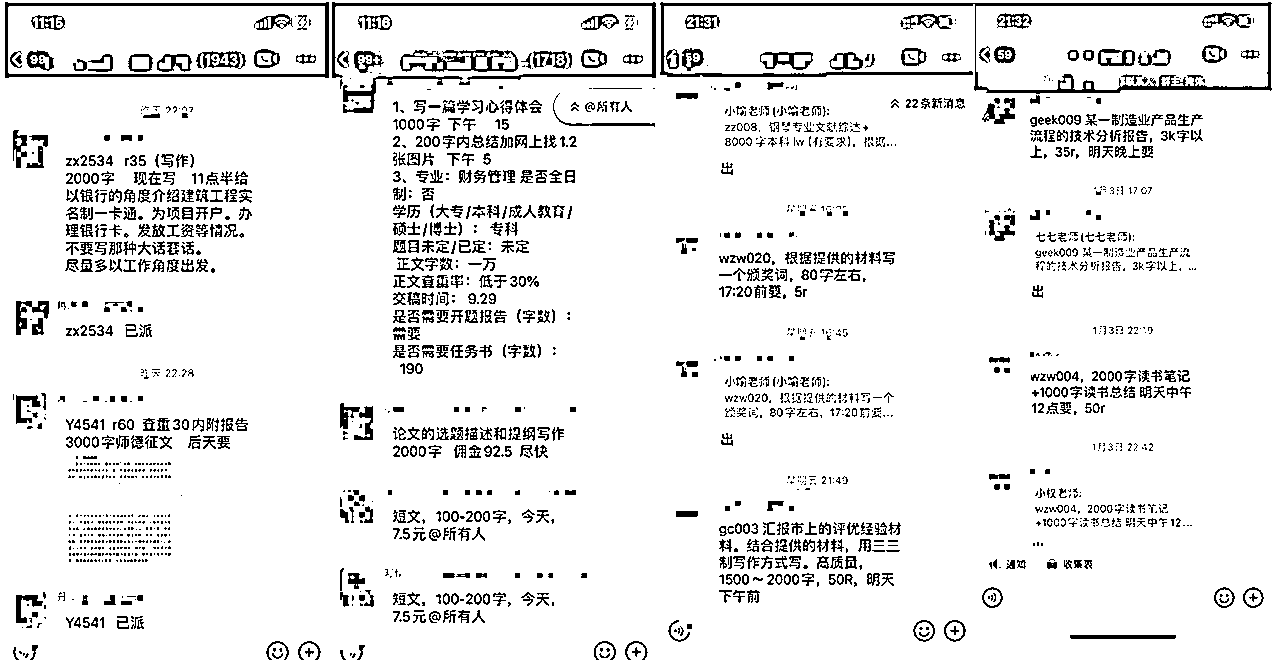 11:15
99
(1943)
昨天 22:07
zx2534 r35（写作）
2000字 现在写 11点半给
以银行的角度介绍建筑工程实
名制一卡通。为项目开户。办
理银行卡。发放工资等情况。
不要写那种大话套话。
尽量多以工作角度出发。
zx2534 已派
昨天 22:28
Y4541 r60 查重30内附报告
3000字师德征文 后天要
Y4541 已派
11:16
99+
(1718)
1、写一篇学习心得体会
1000字 下午 15
2、200字内总结加网上找1.2
张图片 下午 5
3、专业：财务管理 是否全日
制：否
学历（大专/本科/成人教育/
硕士/博士）：专科
题目未定/已定：未定
正文字数：一万
正文查重率：低于30%
交稿时间：9.29
是否需要开题报告（字数）：
需要
是否需要任务书（字数）：
190
@所有人
论文的选题描述和提纲写作
2000字 佣金92.5 尽快
短文，100-200字，今天，
7.5元@所有人
短文，100-200字，今天，
7.5元@所有人
21:31
22条新消息
小喻老师(小喻老师):
zz008，钢琴专业文献综述+
8000字本科lw（有要求），根据...
出
wzw020，根据提供的材料写
一个颁奖词，80字左右，
17:20前要，5r
星期五 16:45
小喻老师(小喻老师):
wzw020，根据提供的材料写一个
颁奖词，80字左右，17:20前要...
出
星期五 21:49
gc003 汇报市上的评优经验材
料。结合提供的材料，用三三
制写作方式写。高质量，
1500～2000字，50R，明天
下午前
21:32
69
geek009 某一制造业产品生产
流程的技术分析报告，3k字以
上，35r，明天晚上要
1月3日 17:07
七七老师(七七老师):
geek009 某一制造业产品生产流
程的技术分析报告，3k字以上，...
出
1月3日 22:19
wzw004，2000字读书笔记
+1000字读书总结 明天中午
12点要，50r
1月3日 22:42
小权老师:
wzw004，2000字读书笔记
+1000字读书总结 明天中午12...
通知
收集表